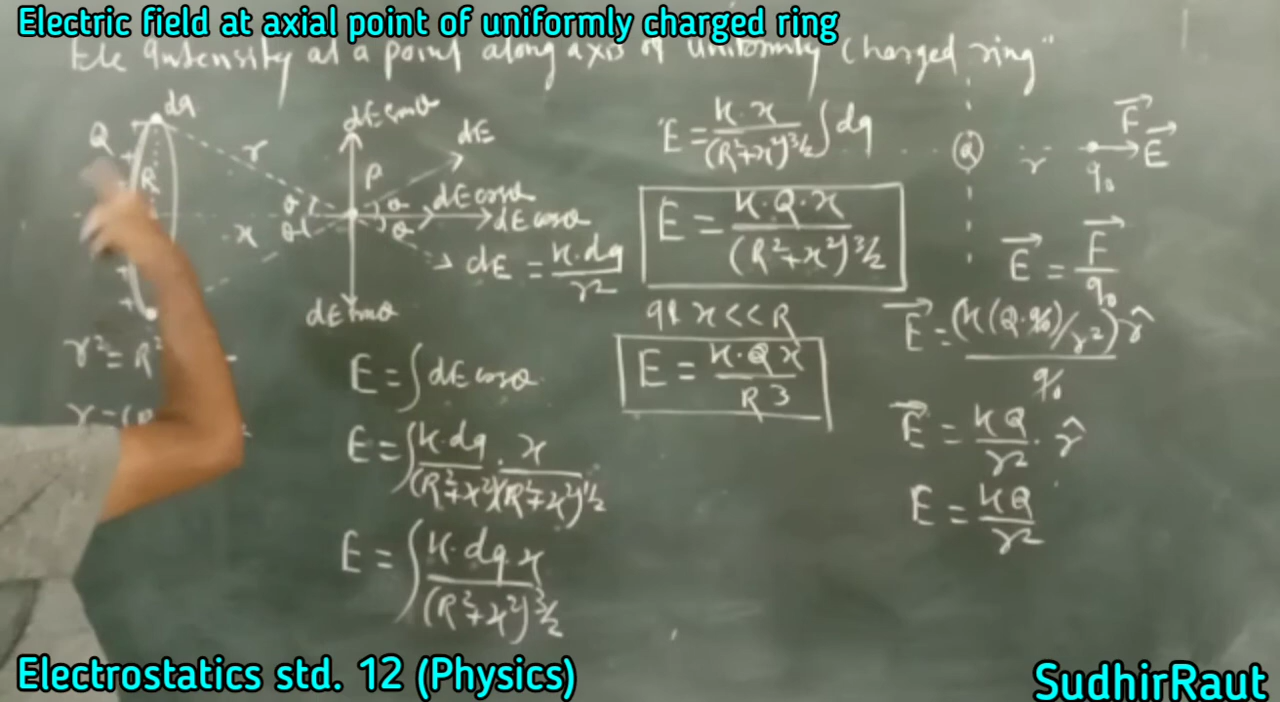 Electric field at axial point of uniformly charged ring
Ele Intensity at a point along axis of uniformly charged ring"
dq
Q
R
r
x
θ
θ
dE sinθ
dE
P
θ
dE cosθ
dE cosθ
θ
dE = K.dq/r²
dE sinθ
r² = R²
E = ∫dE cosθ
E = ∫K.dq/(R²+x²) . x/(R²+x²)^1/2
E = ∫K.dq x/(R²+x²)^3/2
E = K.x/(R²+x²)^3/2 ∫dq
E = K.Q.x/(R²+x²)^3/2
If x<<R
E = K.Q x/R³
Q
r
q₀
F⃗
E⃗
E⃗ = F⃗/q₀
E⃗ = (K(Q.q₀)/r²)r̂/q₀
E⃗ = KQ/r² . r̂
E = KQ/r²
Electrostatics std. 12 (Physics)
SudhirRaut